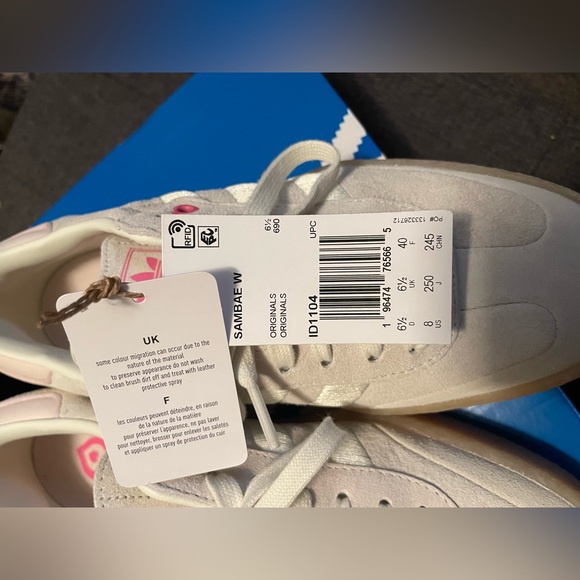 UK
some colour migration can occur due to the
nature of the material
to preserve appearance do not wash
to clean brush dirt off and treat with leather
protective spray
F
les couleurs peuvent déteindre, en raison
de la nature de la matière
pour préserver l'apparence, ne pas laver
pour nettoyer, brosser pour enlever les saletés
et appliquer un spray de protection du cuir
RFID
SAMBAE W
6½
690
ORIGINALS
ORIGINALS
UPC
ID1104
1 96474 76566 5
6½ D
6½ UK
40 F
8 US
250 J
245 CHN
PO# 133326712